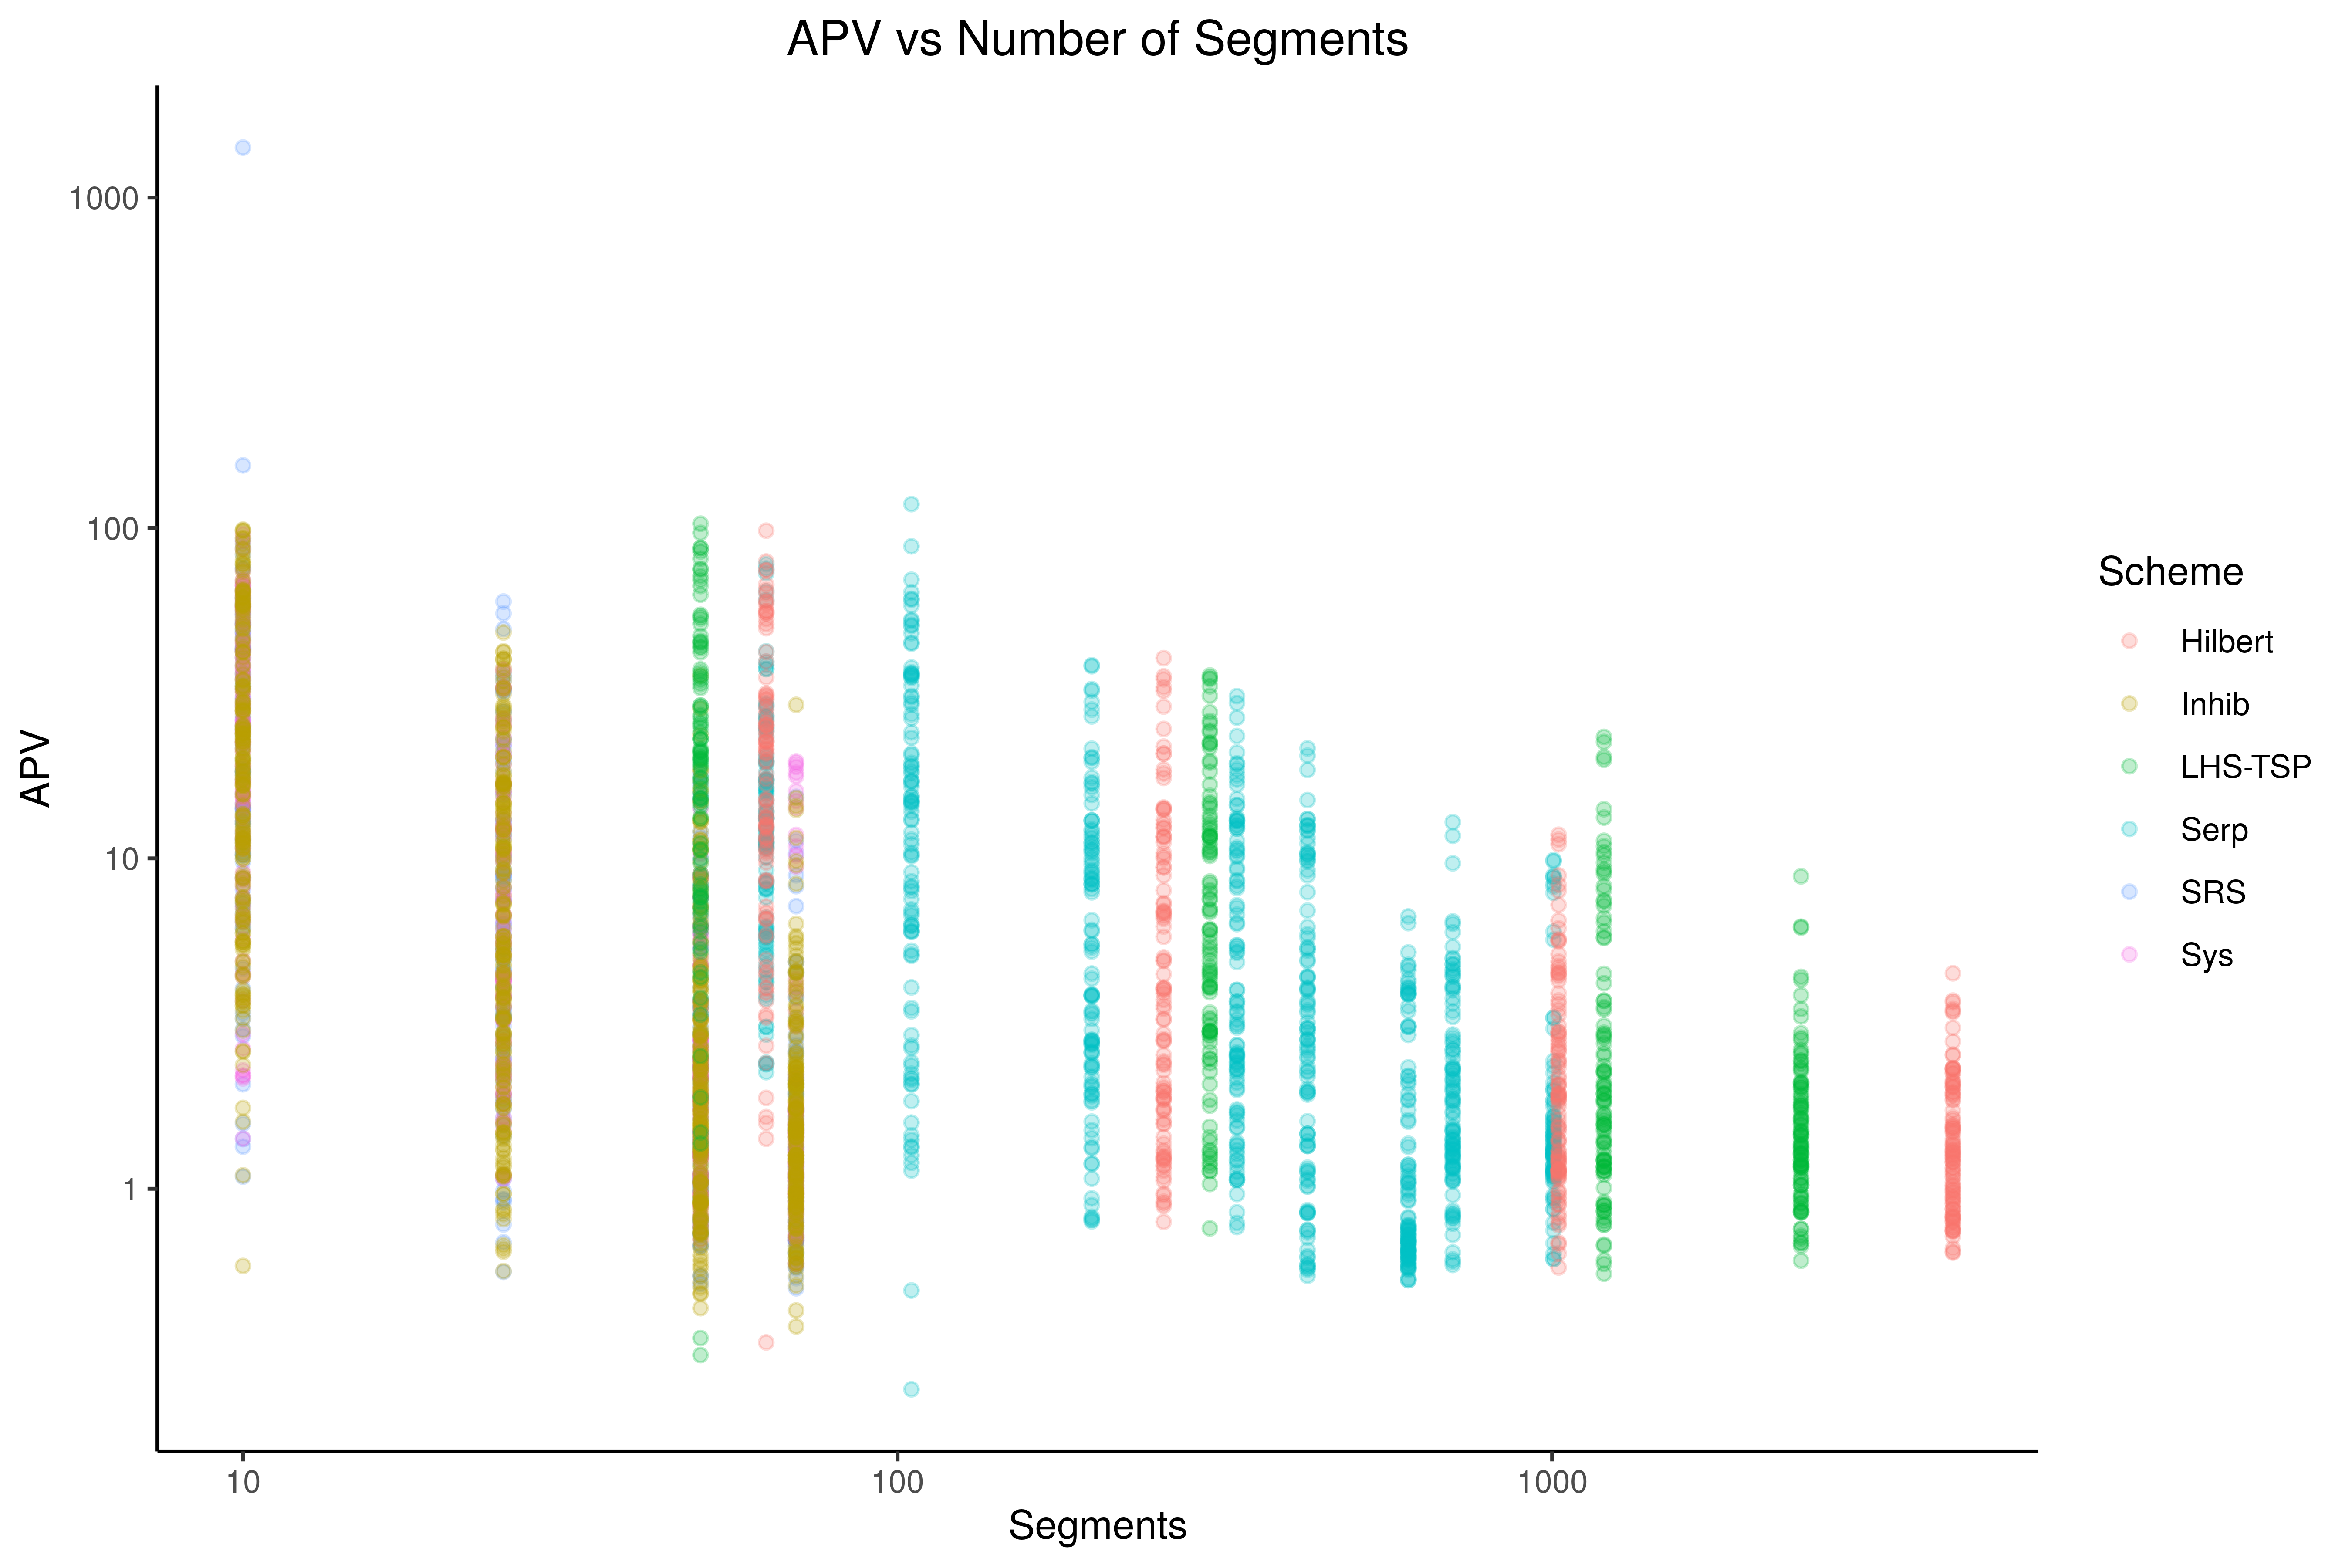 APV vs Number of Segments
APV
1000
100
10
1
10
100
1000
Segments
Scheme
Hilbert
Inhib
LHS-TSP
Serp
SRS
Sys